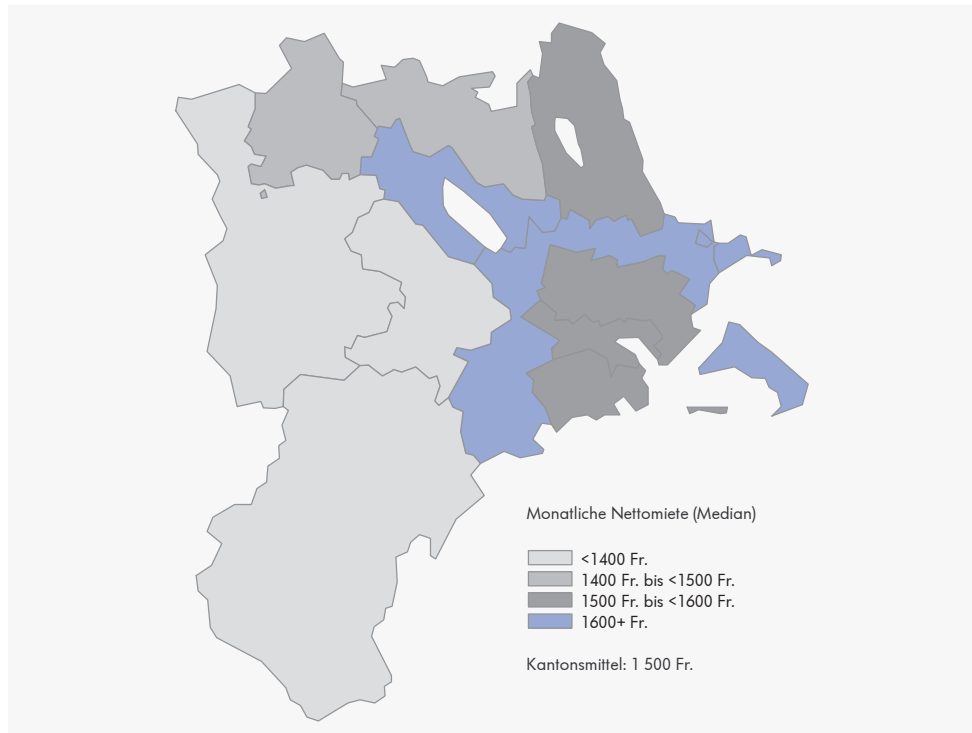 Monatliche Nettomiete (Median)
<1400 Fr.
1400 Fr. bis <1500 Fr.
1500 Fr. bis <1600 Fr.
1600+ Fr.
Kantonsmittel: 1 500 Fr.